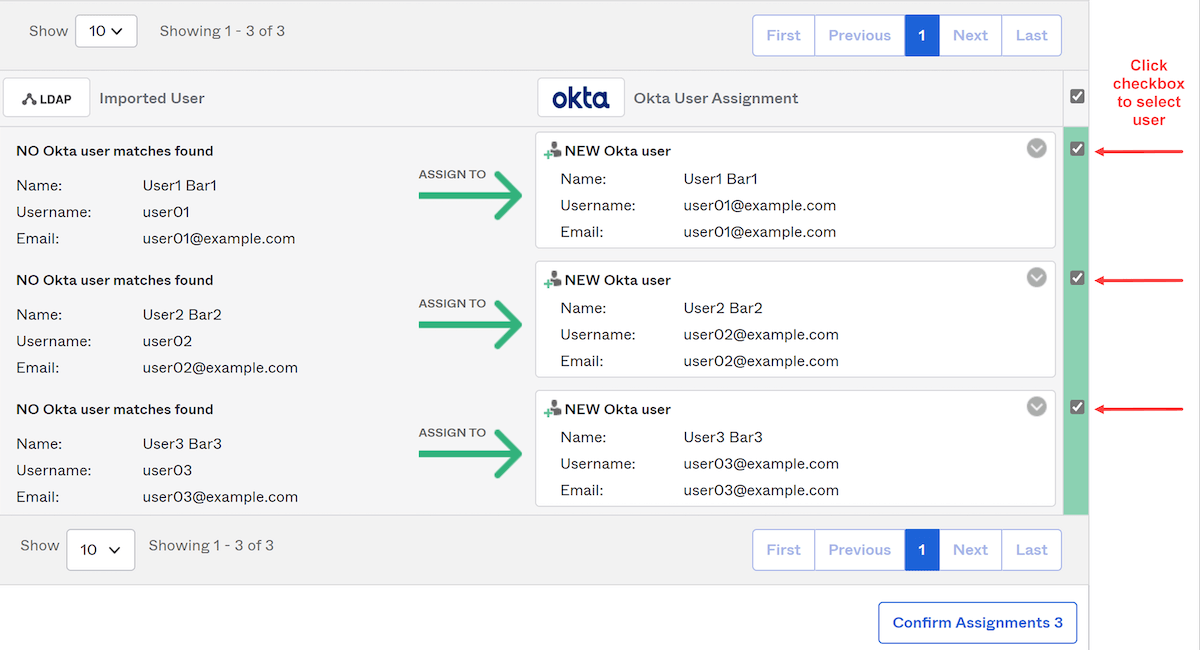 Show 10 Showing 1 - 3 of 3 First Previous 1 Next Last
Click
checkbox
to select
user
LDAP Imported User okta Okta User Assignment
NO Okta user matches found NEW Okta user
Name: User1 Bar1 ASSIGN TO Name: User1 Bar1
Username: user01 Username: user01@example.com
Email: user01@example.com Email: user01@example.com
NO Okta user matches found NEW Okta user
Name: User2 Bar2 ASSIGN TO Name: User2 Bar2
Username: user02 Username: user02@example.com
Email: user02@example.com Email: user02@example.com
NO Okta user matches found NEW Okta user
Name: User3 Bar3 ASSIGN TO Name: User3 Bar3
Username: user03 Username: user03@example.com
Email: user03@example.com Email: user03@example.com
Show 10 Showing 1 - 3 of 3 First Previous 1 Next Last
Confirm Assignments 3